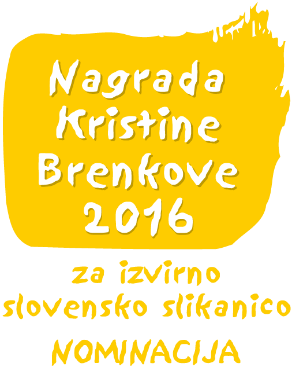 Nagrada
Kristine
Brenkove
2016
za izvirno
slovensko slikanico
NOMINACIJA